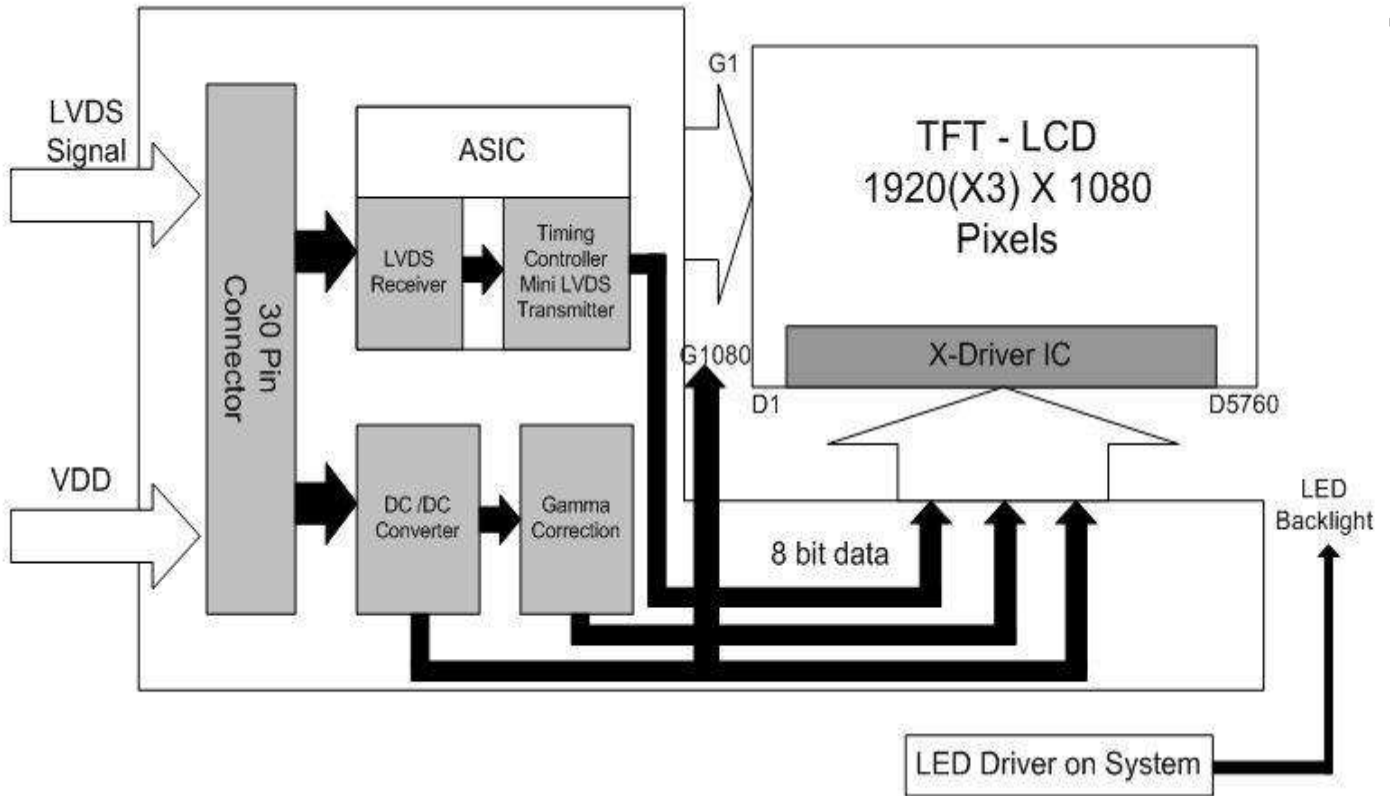 LVDS
Signal
VDD
30 Pin
Connector
ASIC
LVDS
Receiver
Timing
Controller
Mini LVDS
Transmitter
DC /DC
Converter
Gamma
Correction
G1
G1080
TFT - LCD
1920(X3) X 1080
Pixels
X-Driver IC
D1
D5760
8 bit data
LED
Backlight
LED Driver on System